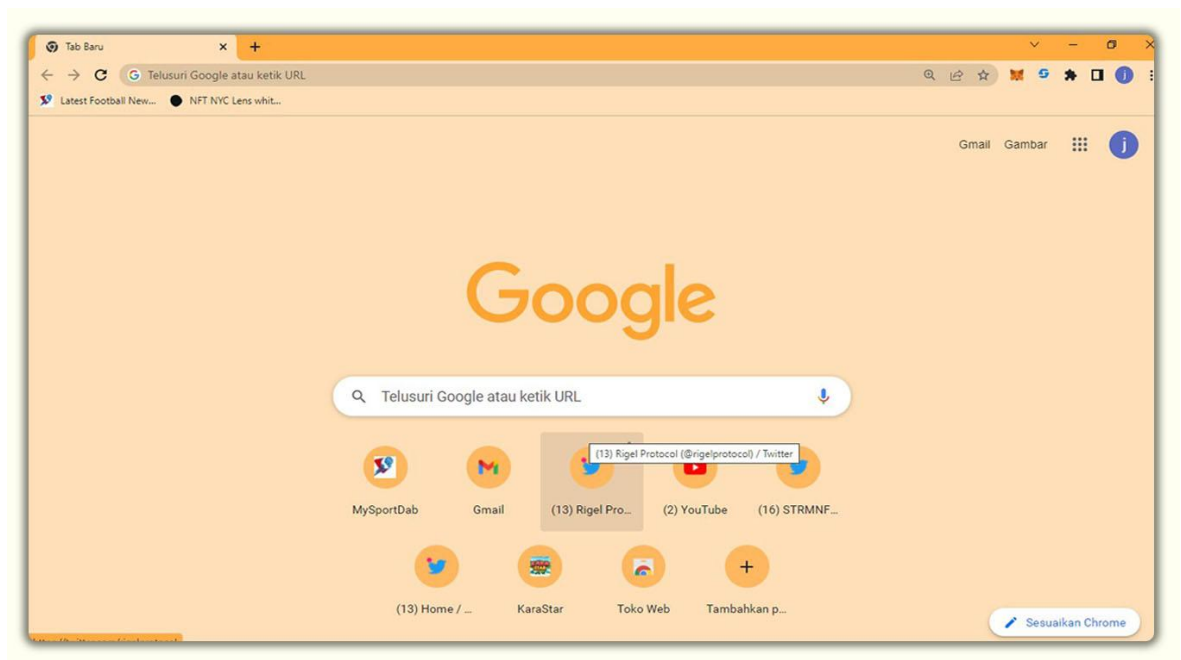 Tab Baru
Telusuri Google atau ketik URL
j
Latest Football New... NFT NYC Lens whit...
Gmail Gambar j
Google
Telusuri Google atau ketik URL
(13) Rigel Protocol (@rigelprotocol) / Twitter
MySportDab Gmail (13) Rigel Pro... (2) YouTube (16) STRMNF...
(13) Home / ... KaraStar Toko Web Tambahkan p...
Sesuaikan Chrome